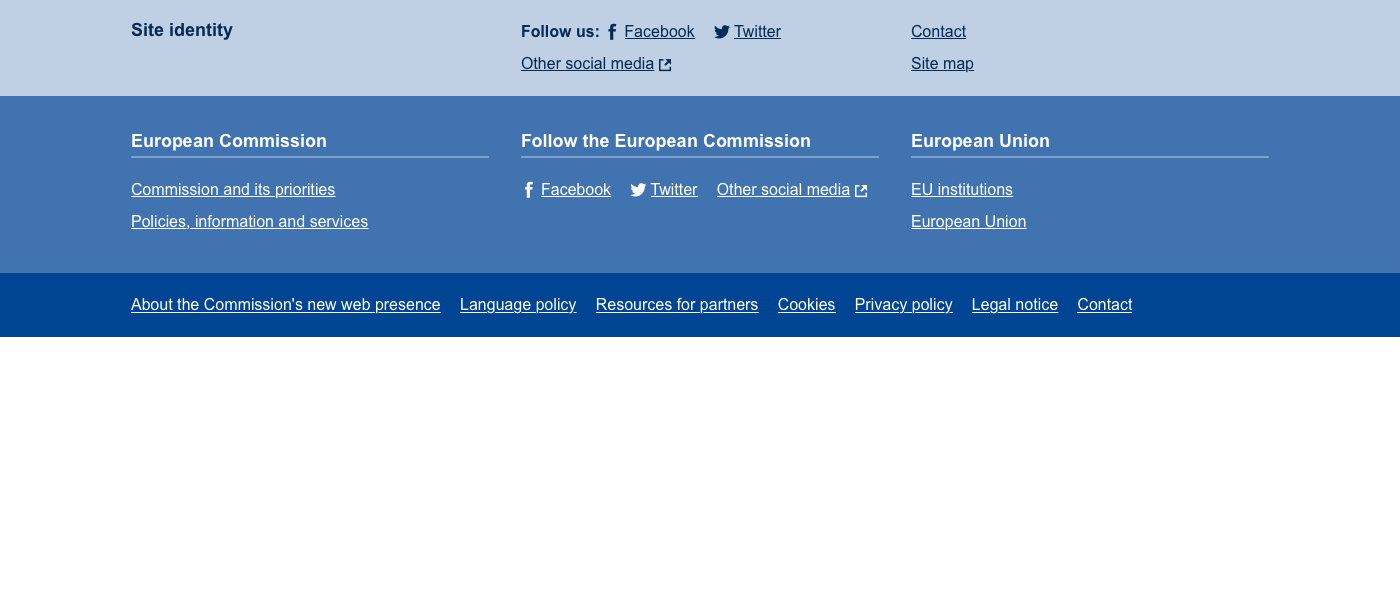 Site identity
Follow us: Facebook Twitter
Other social media
Contact
Site map
European Commission
Commission and its priorities
Policies, information and services
Follow the European Commission
Facebook Twitter Other social media
European Union
EU institutions
European Union
About the Commission's new web presence Language policy Resources for partners Cookies Privacy policy Legal notice Contact